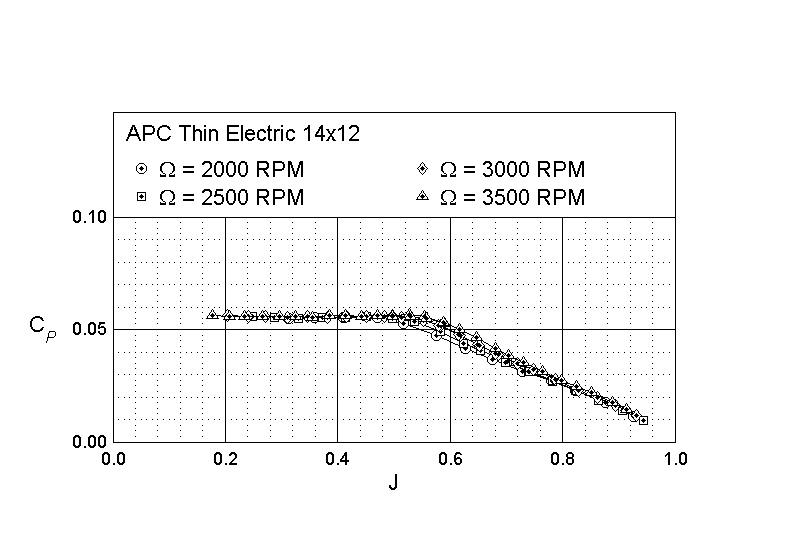 APC Thin Electric 14x12
Ω = 2000 RPM
Ω = 3000 RPM
Ω = 2500 RPM
Ω = 3500 RPM
0.10
0.05
0.00
CP
0.0 0.2 0.4 0.6 0.8 1.0
J